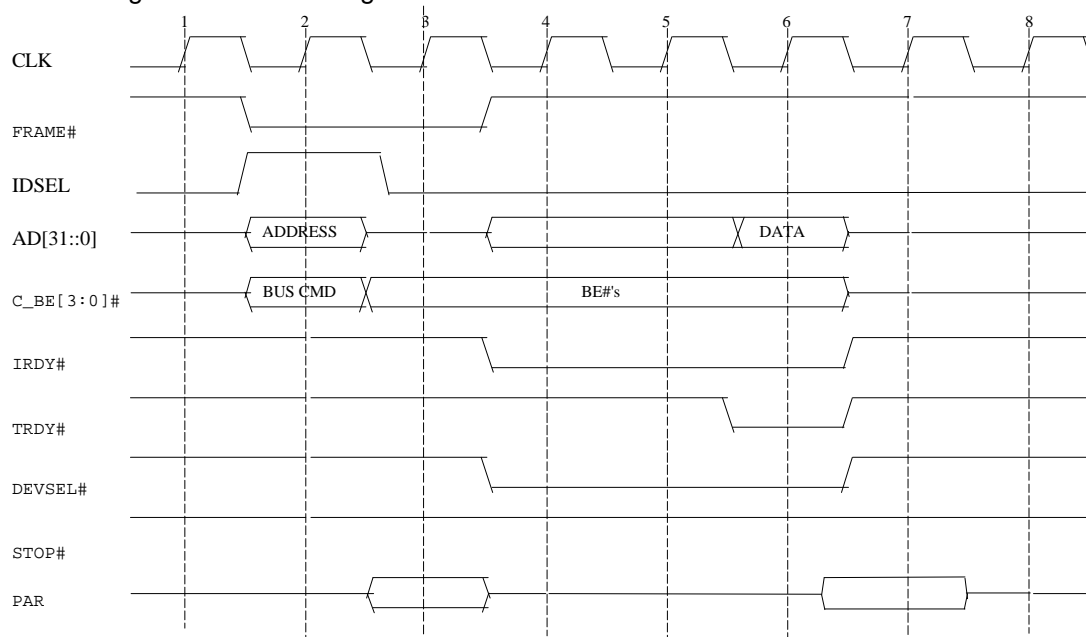 1 2 3 4 5 6 7 8
CLK
FRAME#
IDSEL
AD[31::0] ADDRESS DATA
C_BE[3:0]# BUS CMD BE#'s
IRDY#
TRDY#
DEVSEL#
STOP#
PAR